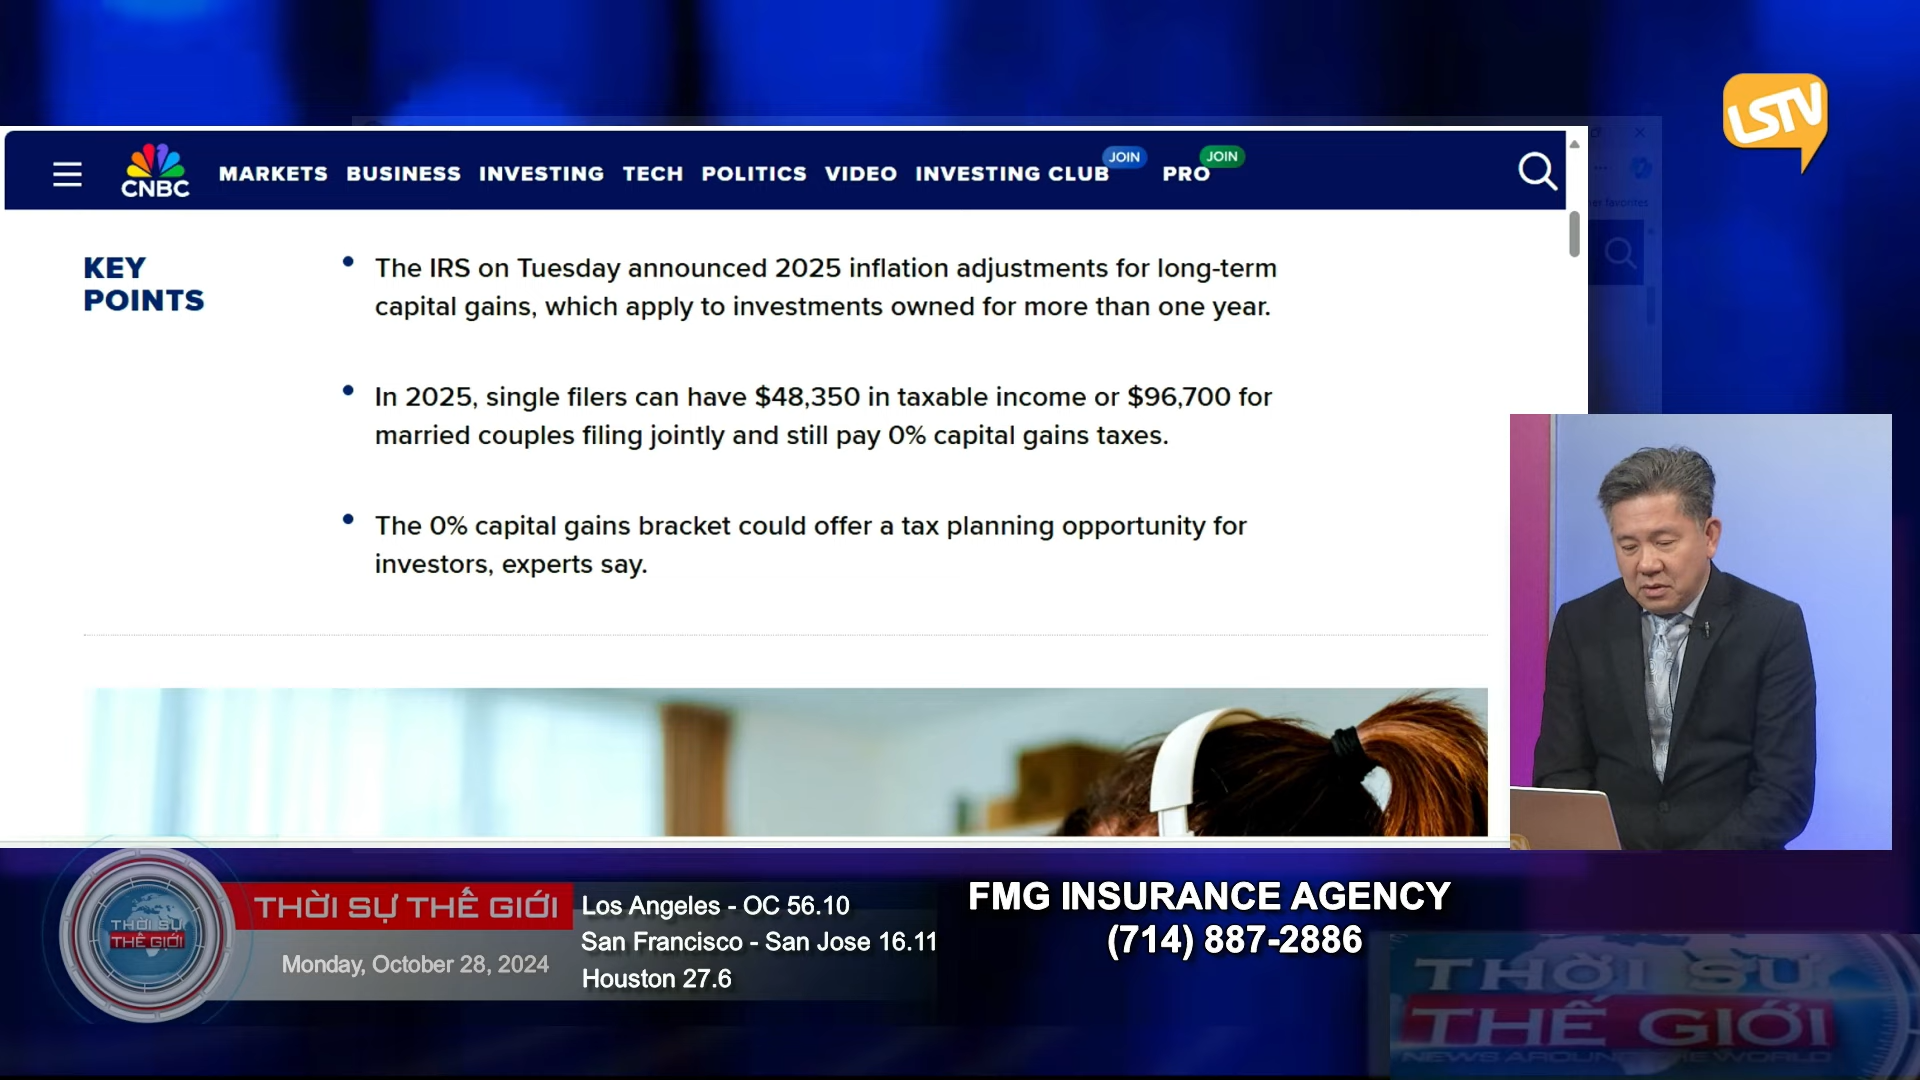 LSTV
CNBC
MARKETS BUSINESS INVESTING TECH POLITICS VIDEO INVESTING CLUB JOIN PRO JOIN
er favorites
KEY
POINTS
The IRS on Tuesday announced 2025 inflation adjustments for long-term
capital gains, which apply to investments owned for more than one year.
In 2025, single filers can have $48,350 in taxable income or $96,700 for
married couples filing jointly and still pay 0% capital gains taxes.
The 0% capital gains bracket could offer a tax planning opportunity for
investors, experts say.
THỜI SỰ
THẾ GIỚI
THỜI SỰ THẾ GIỚI
Monday, October 28, 2024
Los Angeles - OC 56.10
San Francisco - San Jose 16.11
Houston 27.6
FMG INSURANCE AGENCY
(714) 887-2886
THỜI SỰ
THẾ GIỚI
NEWS AROUND THE WORLD